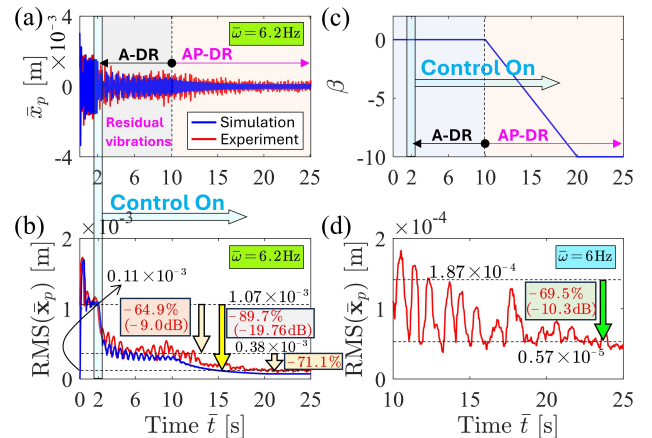 (a)
×10⁻³
4
0
-4
x̄ₚ [m]
ω̄ = 6.2Hz
A-DR
AP-DR
Residual
vibrations
Simulation
Experiment
2
10
15
20
25
(c)
0
-5
-10
β
Control On
A-DR
AP-DR
0
2
10
15
20
25
Control On
(b)
×10⁻³
2
1
0
RMS(x̄ₚ) [m]
ω̄ = 6.2Hz
0.11×10⁻³
1.07×10⁻³
-64.9%
(-9.0dB)
-89.7%
(-19.76dB)
0.38×10⁻³
-71.1%
0
2
5
10
15
20
25
Time t̄ [s]
(d)
×10⁻⁴
2
1
0
RMS(x̄ₚ) [m]
ω̄ = 6Hz
1.87×10⁻⁴
-69.5%
(-10.3dB)
0.57×10⁻⁵
10
15
20
25
Time t̄ [s]